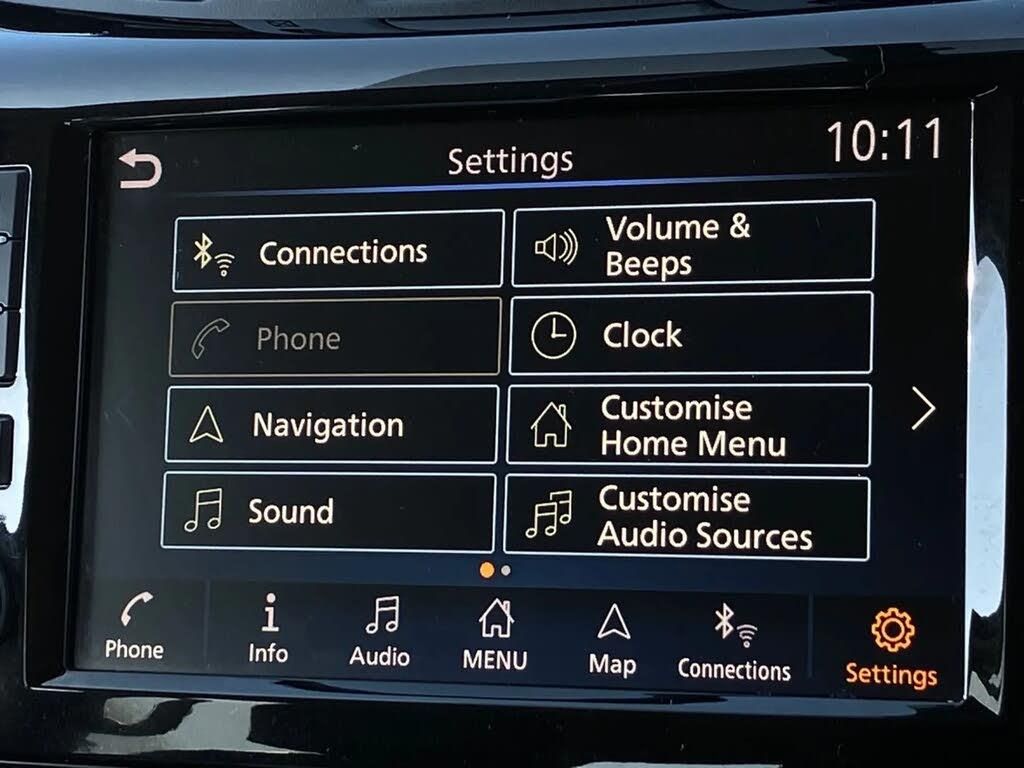 Settings
10:11
Connections
Volume &
Beeps
Phone
Clock
Navigation
Customise
Home Menu
Sound
Customise
Audio Sources
Phone
Info
Audio
MENU
Map
Connections
Settings